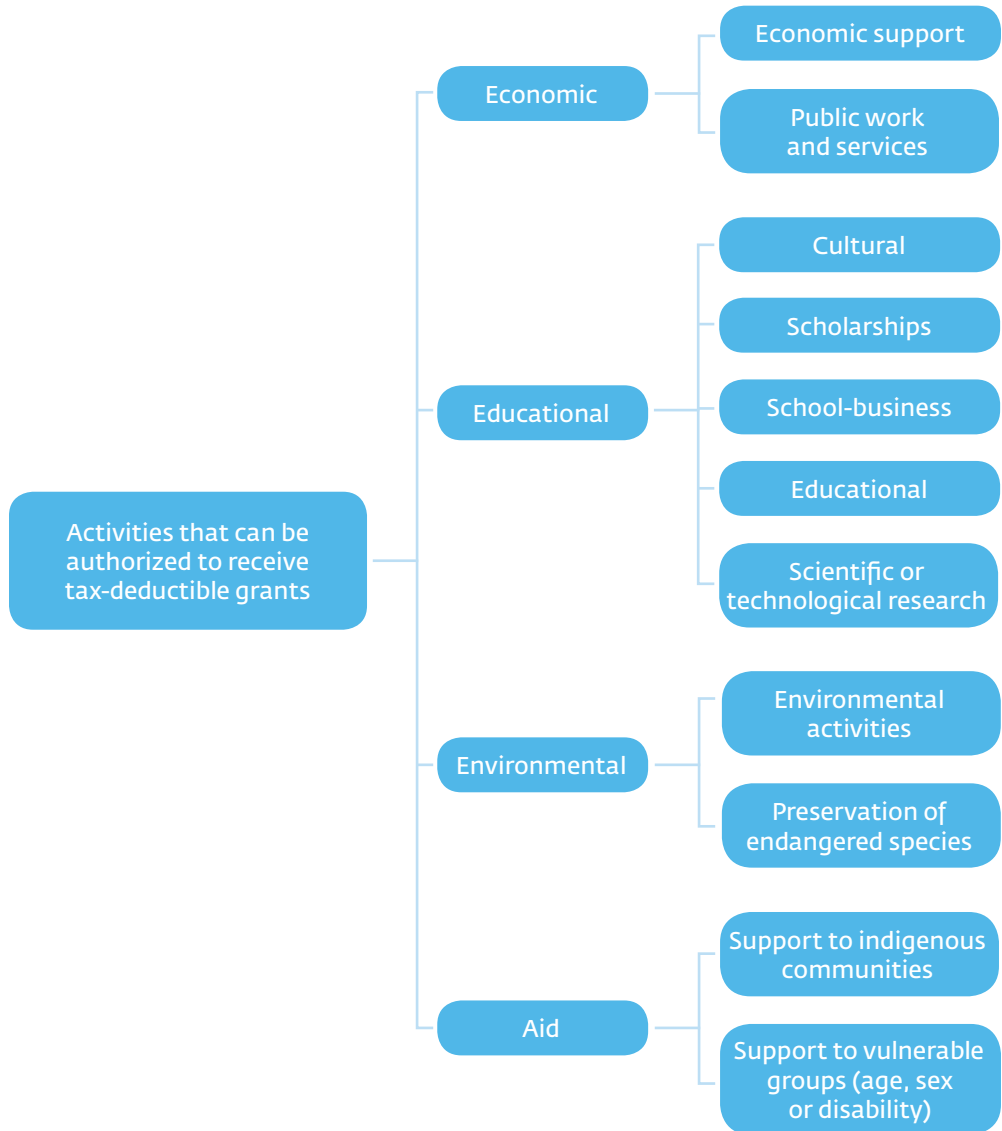 Activities that can be
authorized to receive
tax-deductible grants
Economic
Economic support
Public work
and services
Educational
Cultural
Scholarships
School-business
Educational
Scientific or
technological research
Environmental
Environmental
activities
Preservation of
endangered species
Aid
Support to indigenous
communities
Support to vulnerable
groups (age, sex
or disability)